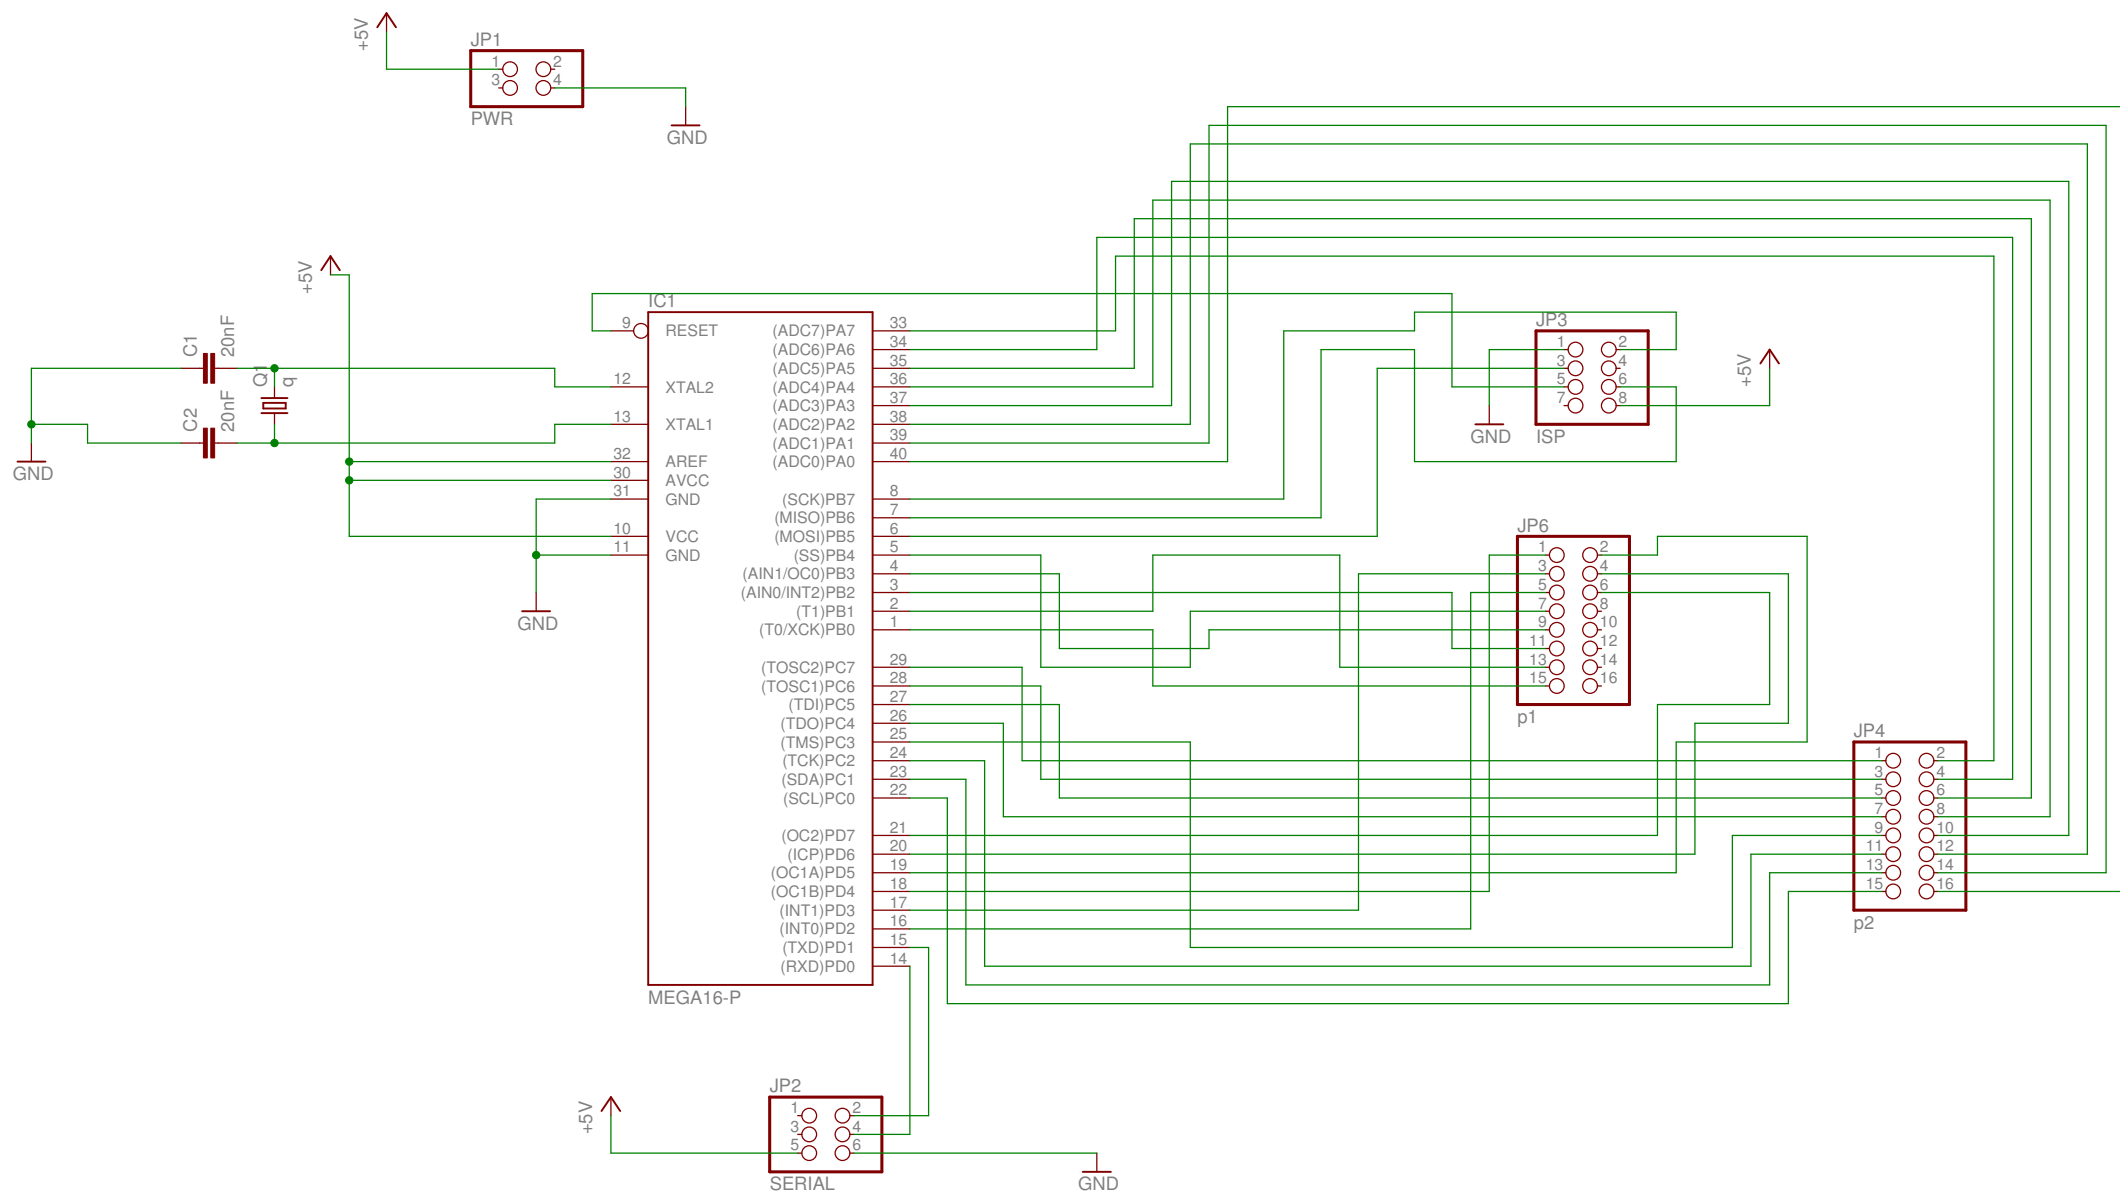 +5V
JP1
1 2
3 4
PWR
GND
+5V
C1
20nF
Q1
q
C2
20nF
GND
IC1
9 RESET
12 XTAL2
13 XTAL1
32 AREF
30 AVCC
31 GND
10 VCC
11 GND
GND
(ADC7)PA7 33
(ADC6)PA6 34
(ADC5)PA5 35
(ADC4)PA4 36
(ADC3)PA3 37
(ADC2)PA2 38
(ADC1)PA1 39
(ADC0)PA0 40
(SCK)PB7 8
(MISO)PB6 7
(MOSI)PB5 6
(SS)PB4 5
(AIN1/OC0)PB3 4
(AIN0/INT2)PB2 3
(T1)PB1 2
(T0/XCK)PB0 1
(TOSC2)PC7 29
(TOSC1)PC6 28
(TDI)PC5 27
(TDO)PC4 26
(TMS)PC3 25
(TCK)PC2 24
(SDA)PC1 23
(SCL)PC0 22
(OC2)PD7 21
(ICP)PD6 20
(OC1A)PD5 19
(OC1B)PD4 18
(INT1)PD3 17
(INT0)PD2 16
(TXD)PD1 15
(RXD)PD0 14
MEGA16-P
JP3
1 2
3 4
5 6
7 8
ISP
GND
+5V
JP6
1 2
3 4
5 6
7 8
9 10
11 12
13 14
15 16
p1
JP4
1 2
3 4
5 6
7 8
9 10
11 12
13 14
15 16
p2
+5V
JP2
1 2
3 4
5 6
SERIAL
GND